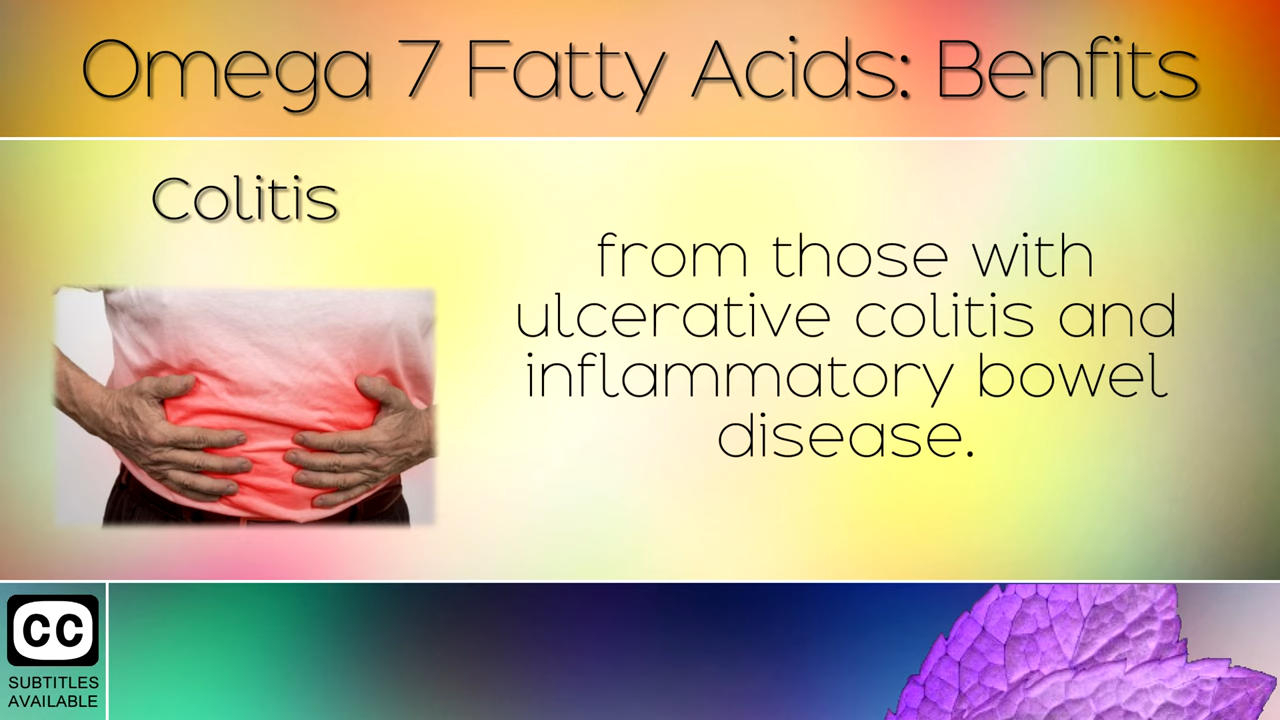 Omega 7 Fatty Acids: Benfits
Colitis
from those with
ulcerative colitis and
inflammatory bowel
disease.
CC
SUBTITLES
AVAILABLE